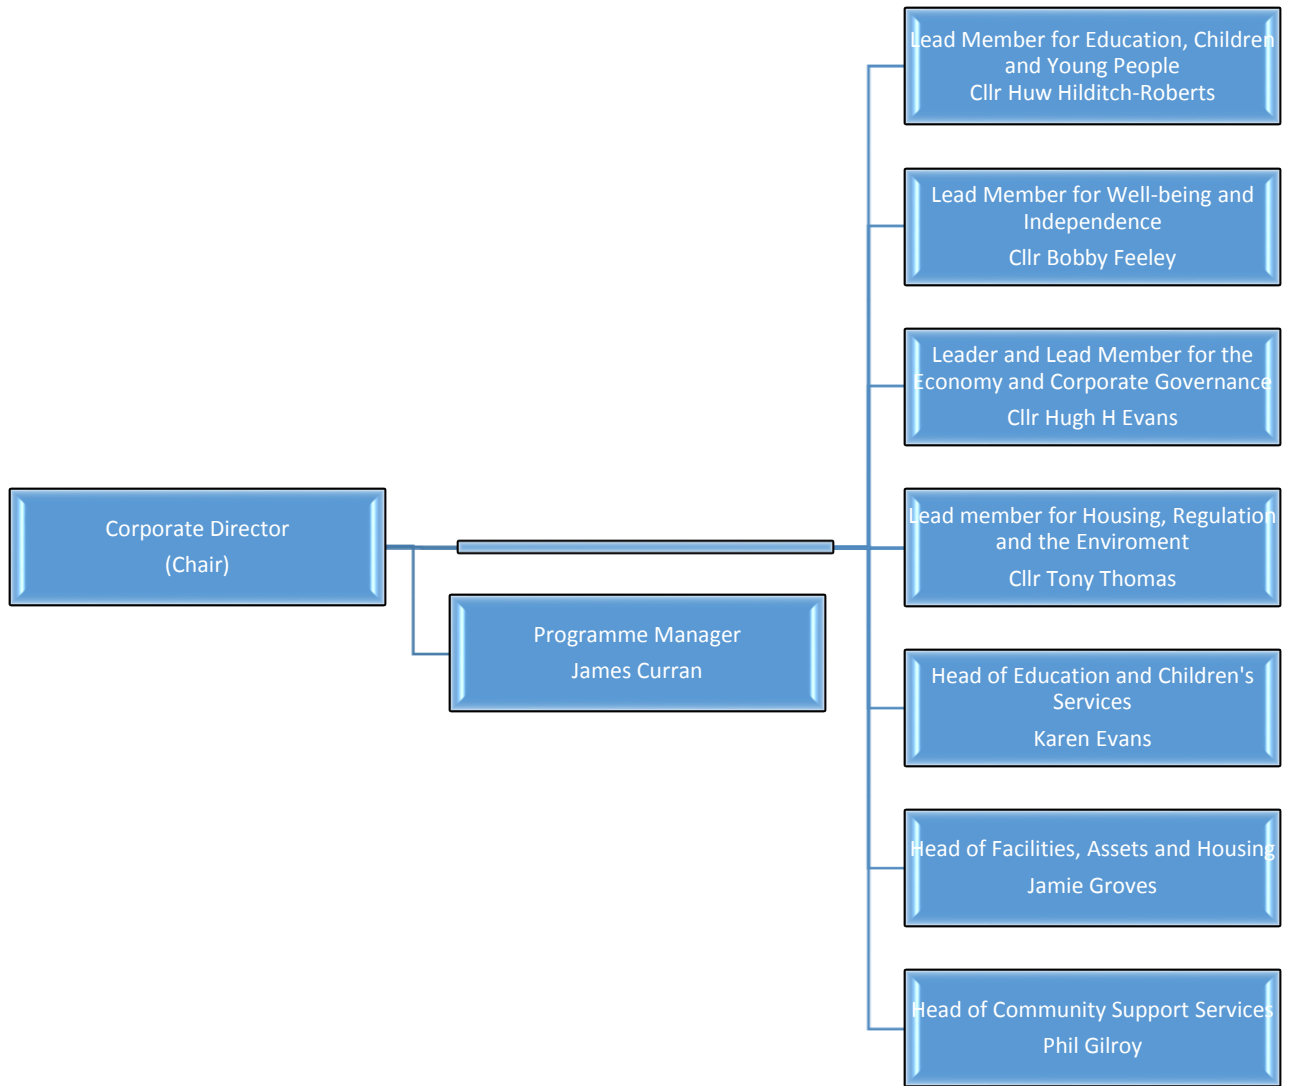 Lead Member for Education, Children
and Young People
Cllr Huw Hilditch-Roberts
Lead Member for Well-being and
Independence
Cllr Bobby Feeley
Leader and Lead Member for the
Economy and Corporate Governance
Cllr Hugh H Evans
Corporate Director
(Chair)
Lead member for Housing, Regulation
and the Enviroment
Cllr Tony Thomas
Programme Manager
James Curran
Head of Education and Children's
Services
Karen Evans
Head of Facilities, Assets and Housing
Jamie Groves
Head of Community Support Services
Phil Gilroy